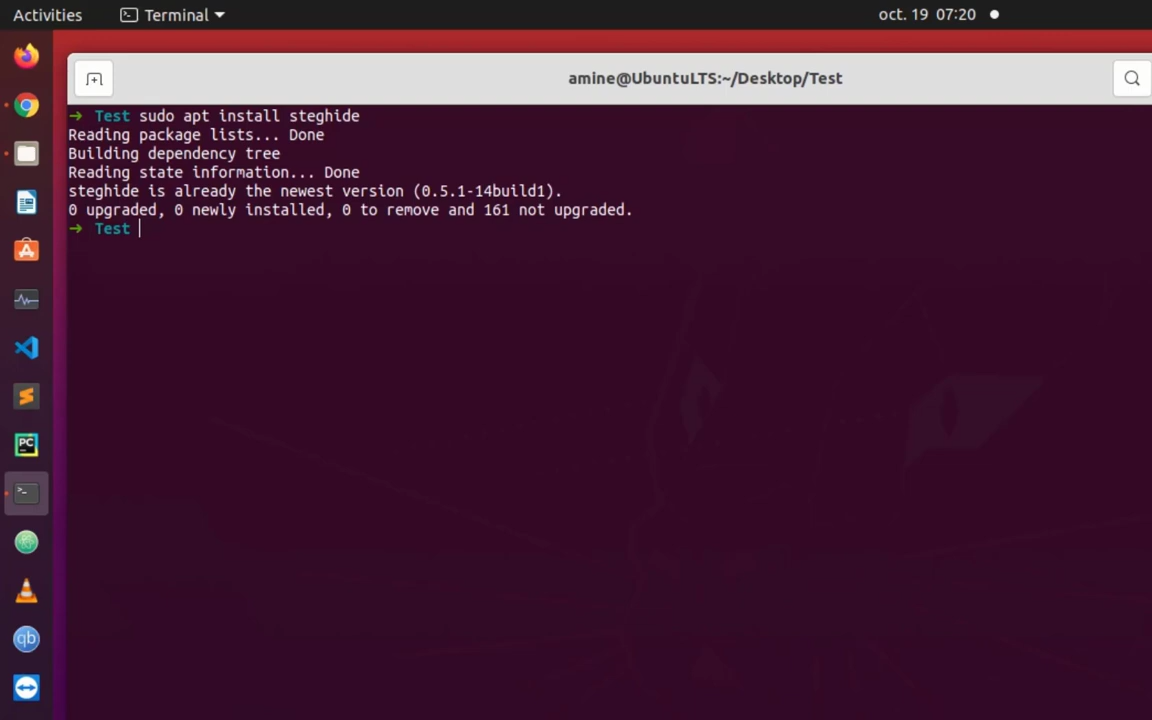 Activities Terminal oct. 19 07:20
amine@UbuntuLTS:~/Desktop/Test
➜ Test sudo apt install steghide
Reading package lists... Done
Building dependency tree
Reading state information... Done
steghide is already the newest version (0.5.1-14build1).
0 upgraded, 0 newly installed, 0 to remove and 161 not upgraded.
➜ Test
PC
qb